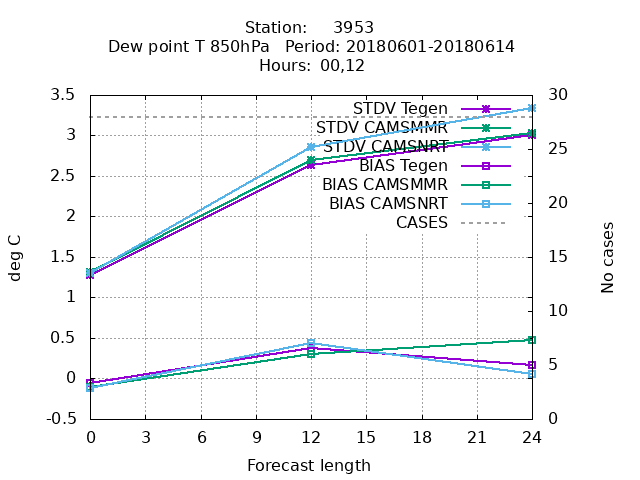 Station:     3953
Dew point T 850hPa   Period: 20180601-20180614
Hours:  00,12
3.5
3
2.5
2
1.5
1
0.5
0
-0.5
deg C
30
25
20
15
10
5
0
No cases
STDV Tegen
STDV CAMSMMR
STDV CAMSNRT
BIAS Tegen
BIAS CAMSMMR
BIAS CAMSNRT
CASES
0 3 6 9 12 15 18 21 24
Forecast length